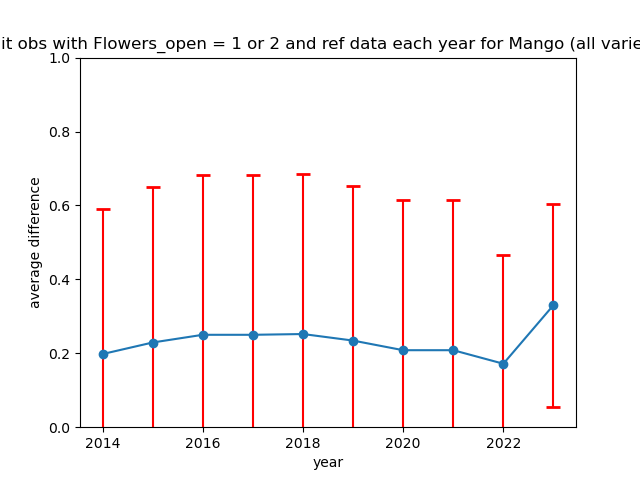 it obs with Flowers_open = 1 or 2 and ref data each year for Mango (all varie
1.0
0.8
0.6
0.4
0.2
0.0
average difference
2014 2016 2018 2020 2022
year